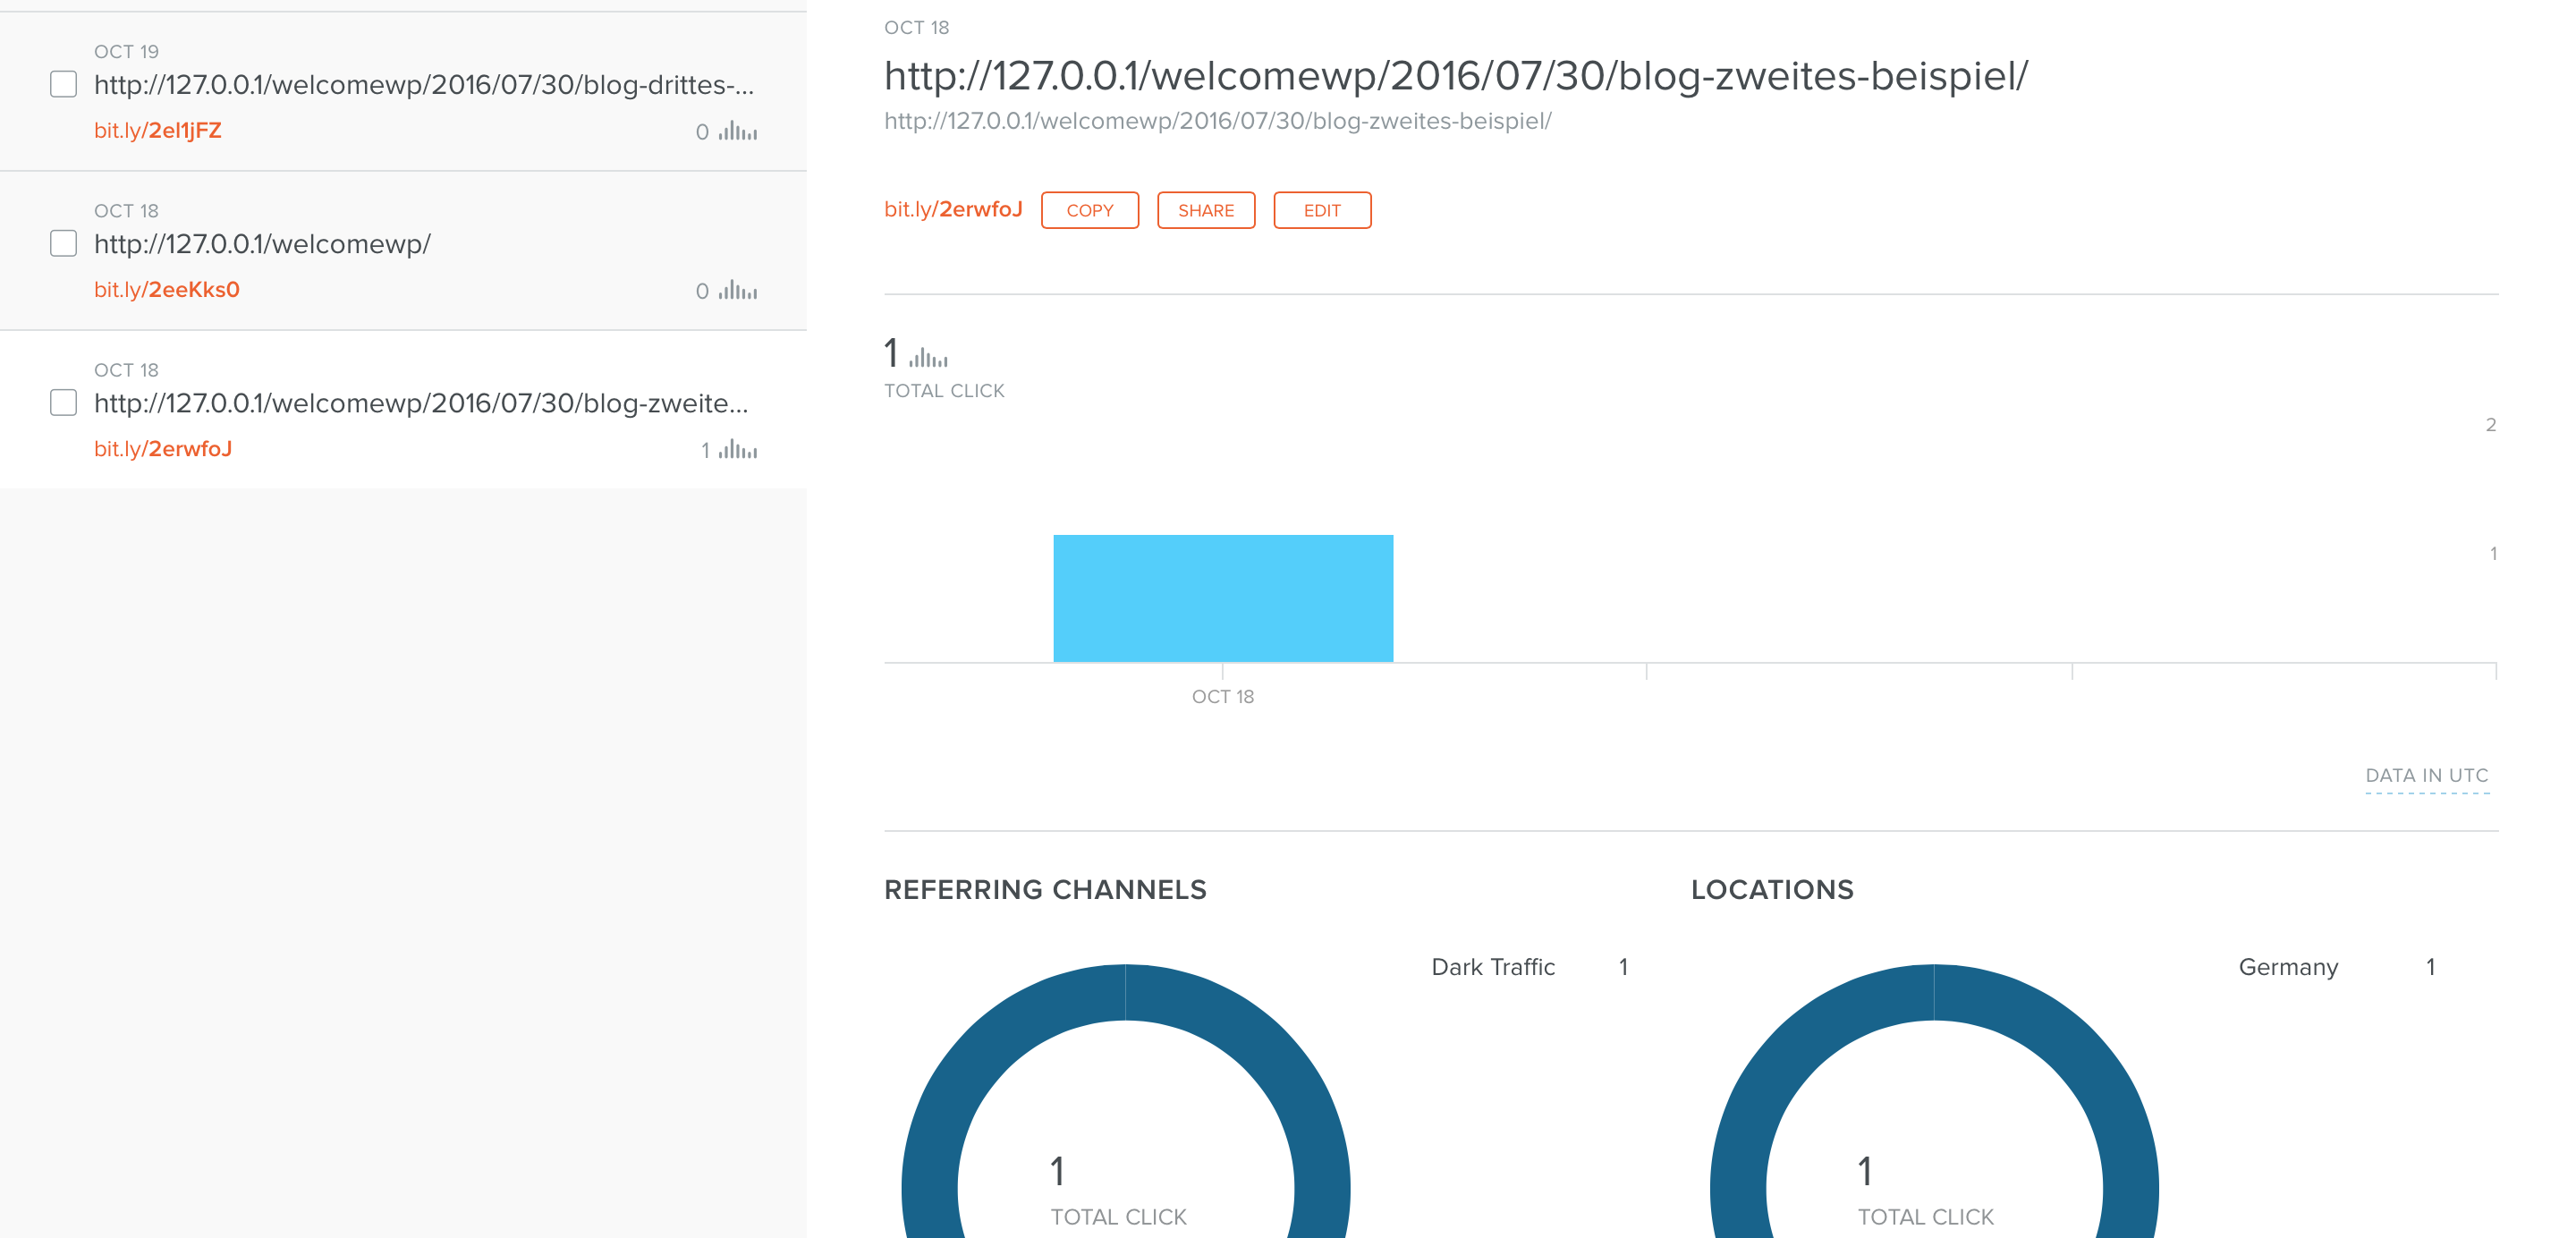 OCT 19
http://127.0.0.1/welcomewp/2016/07/30/blog-drittes-...
bit.ly/2el1jFZ
0
OCT 18
http://127.0.0.1/welcomewp/
bit.ly/2eeKks0
0
OCT 18
http://127.0.0.1/welcomewp/2016/07/30/blog-zweite...
bit.ly/2erwfoJ
1
OCT 18
http://127.0.0.1/welcomewp/2016/07/30/blog-zweites-beispiel/
http://127.0.0.1/welcomewp/2016/07/30/blog-zweites-beispiel/
bit.ly/2erwfoJ COPY SHARE EDIT
1
TOTAL CLICK
2
1
OCT 18
DATA IN UTC
REFERRING CHANNELS
Dark Traffic 1
1
TOTAL CLICK
LOCATIONS
Germany 1
1
TOTAL CLICK